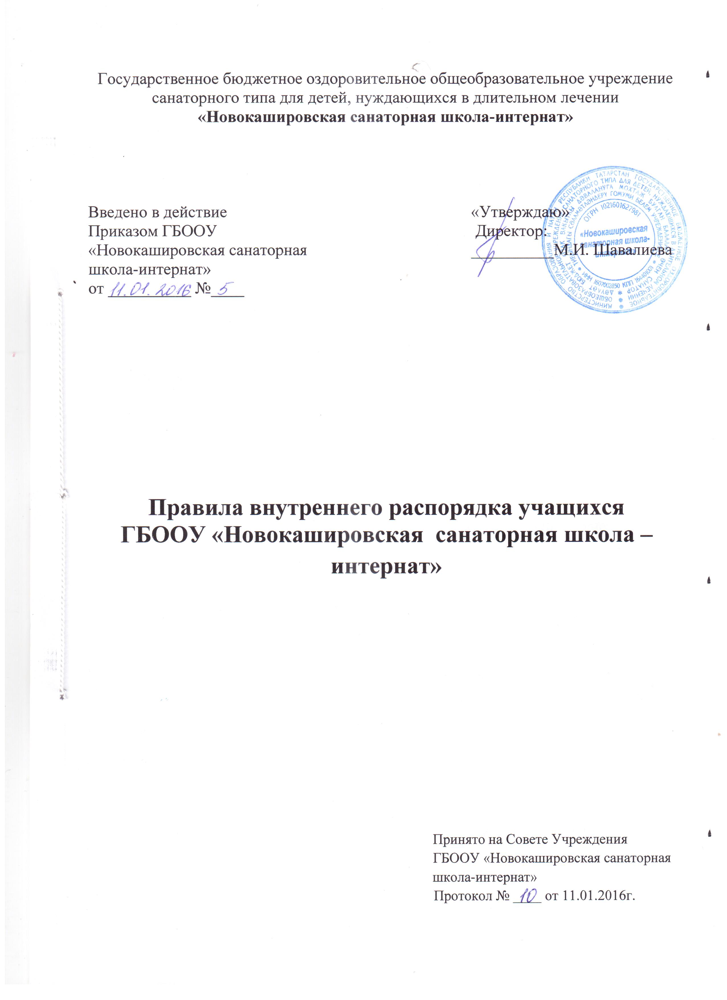 Государственное бюджетное оздоровительное общеобразовательное учреждение
санаторного типа для детей, нуждающихся в длительном лечении
«Новокашировская санаторная школа-интернат»
Введено в действие
Приказом ГБООУ
«Новокашировская санаторная
школа-интернат»
от 11.01.2016 № 5
«Утверждаю»
Директор:
___________М.И. Шавалиева
МИНИСТЕРСТВО ОБРАЗОВАНИЯ И НАУКИ РЕСПУБЛИКИ ТАТАРСТАН ГОСУДАРСТВЕННОЕ БЮДЖЕТНОЕ ОЗДОРОВИТЕЛЬНОЕ
ОБЩЕОБРАЗОВАТЕЛЬНОЕ УЧРЕЖДЕНИЕ САНАТОРНОГО ТИПА ДЛЯ ДЕТЕЙ, НУЖДАЮЩИХСЯ В ДЛИТЕЛЬНОМ ЛЕЧЕНИИ
ОГРН 1021601627981
ИНН 1607002850 КПП 164401001
«Новокашировская
санаторная школа-
интернат»
Правила внутреннего распорядка учащихся
ГБООУ «Новокашировская санаторная школа –
интернат»
Принято на Совете Учреждения
ГБООУ «Новокашировская санаторная
школа-интернат»
Протокол № 10 от 11.01.2016г.